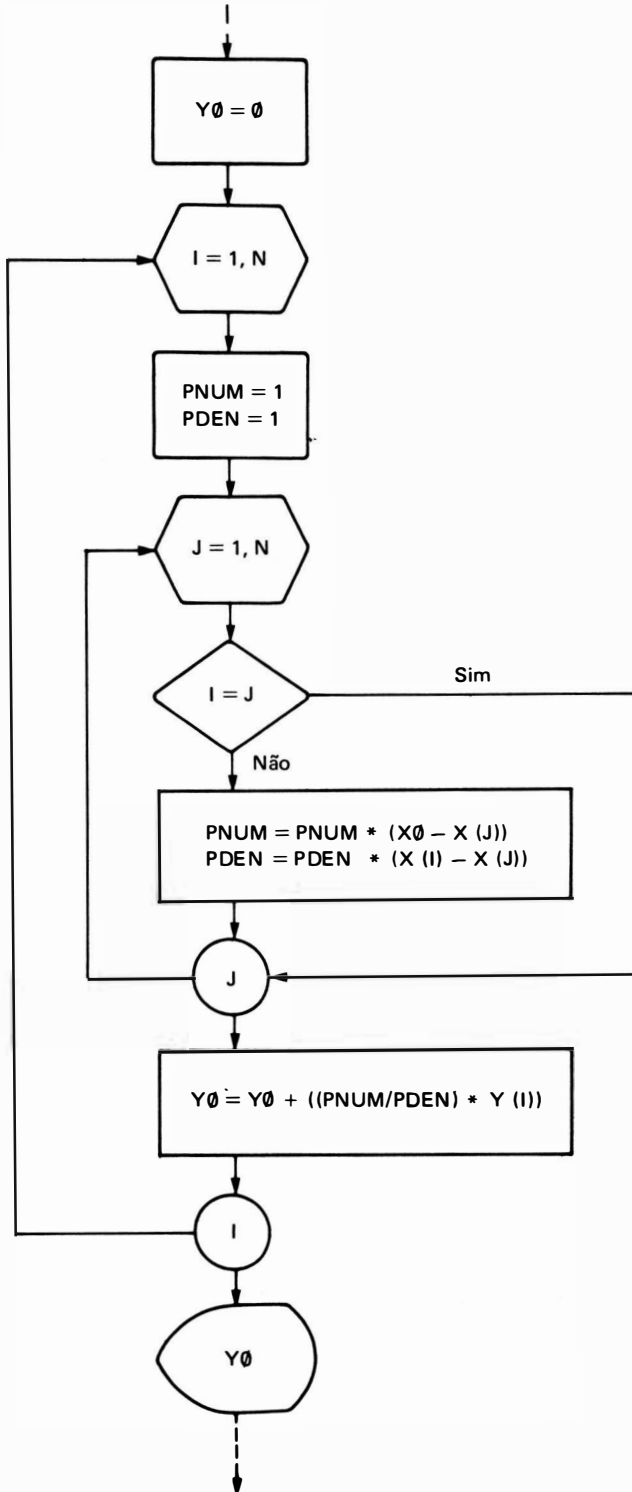 YØ = Ø
I = 1, N
PNUM = 1
PDEN = 1
J = 1, N
I = J
Sim
Não
PNUM = PNUM * (XØ – X (J))
PDEN = PDEN * (X (I) – X (J))
J
YØ = YØ + ((PNUM/PDEN) * Y (I))
I
YØ